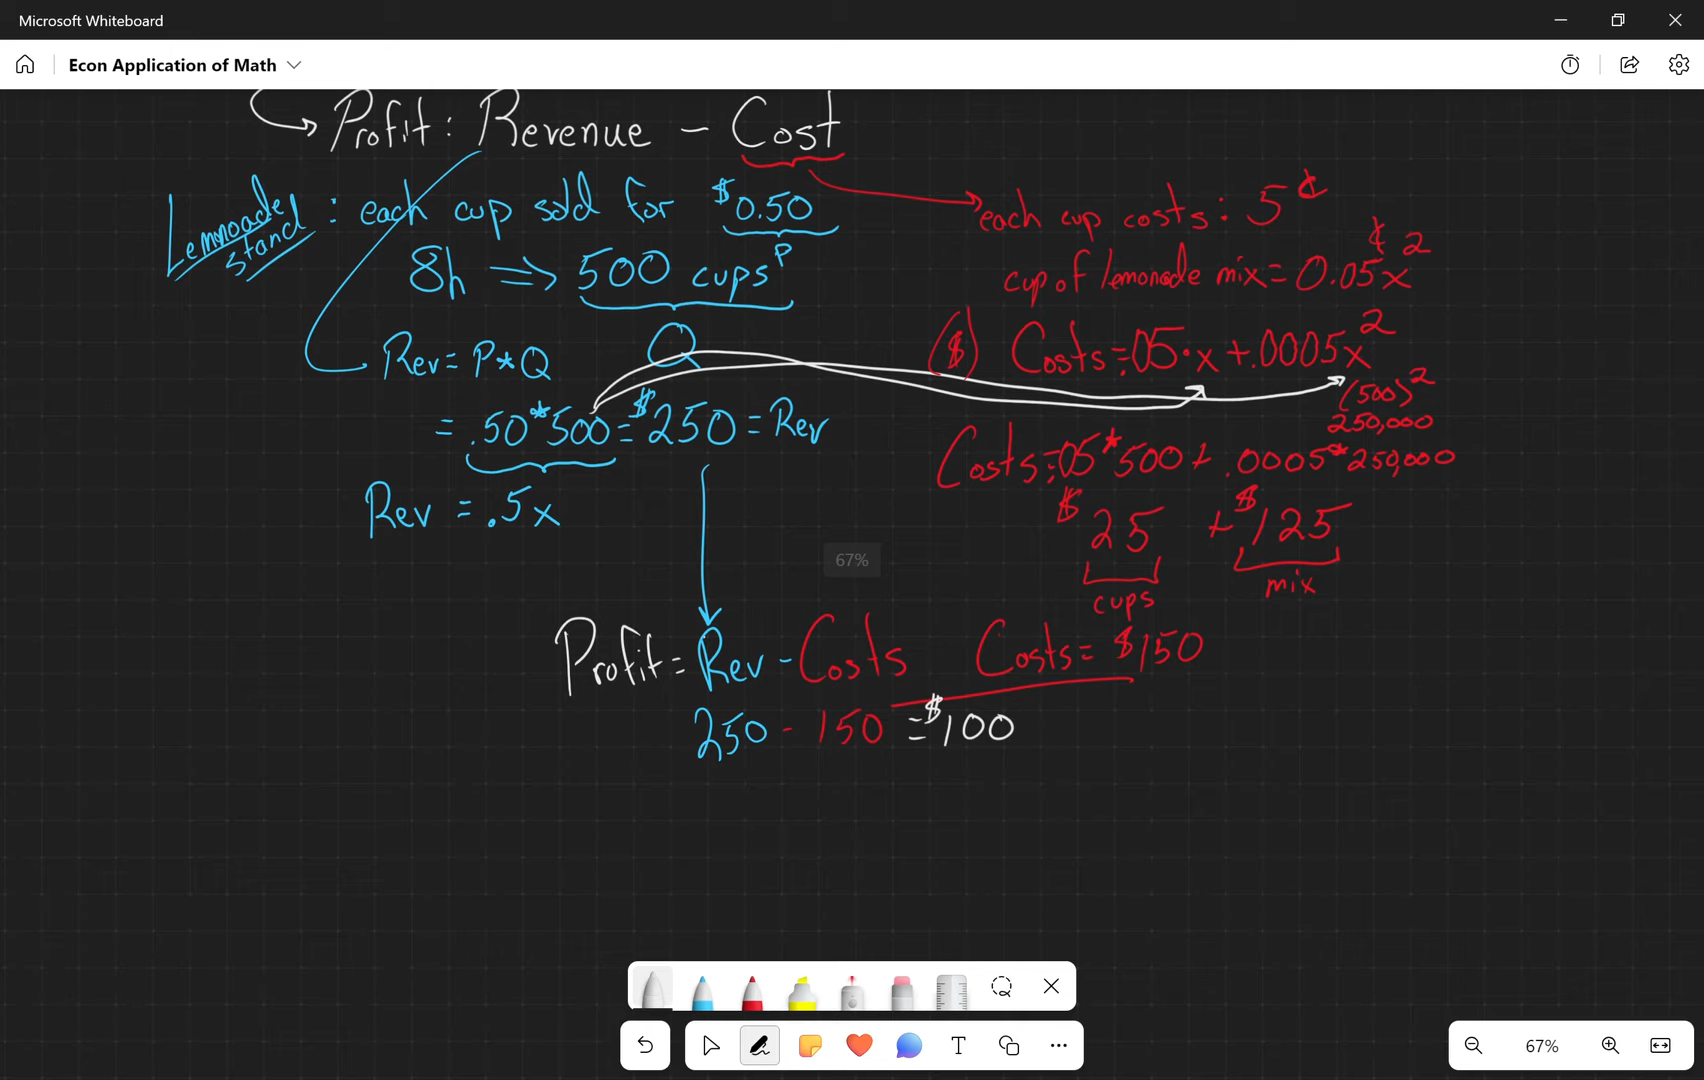 Microsoft Whiteboard
Econ Application of Math
Profit: Revenue - Cost
Lemnoade stand: each cup sold for $0.50
8h ⇒ 500 cups
P
Q
Rev = P*Q
= .50*500 = $250 = Rev
Rev = .5x
each cup costs: 5¢
cup of lemonade mix = 0.05¢x²
($) Costs = .05·x + .0005x²
(500)²
250,000
Costs = .05*500 + .0005*250,000
$25 + $125
cups mix
Costs = $150
Profit = Rev - Costs
250 - 150 = $100
67%
67%